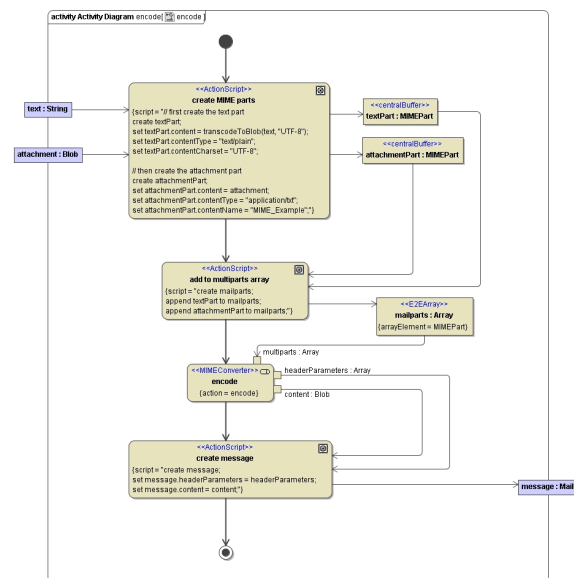 activity Activity Diagram encode[ encode ]
<<ActionScript>>
create MIME parts
{script = "// first create the text part
create textPart;
set textPart.content = transcodeToBlob(text, "UTF-8");
set textPart.contentType = "text/plain";
set textPart.contentCharset = "UTF-8";
// then create the attachment part
create attachmentPart;
set attachmentPart.content = attachment;
set attachmentPart.contentType = "application/txt";
set attachmentPart.contentName = "MIME_Example";"}
text : String
attachment : Blob
<<centralBuffer>>
textPart : MIMEPart
<<centralBuffer>>
attachmentPart : MIMEPart
<<ActionScript>>
add to multiparts array
{script = "create mailparts;
append textPart to mailparts;
append attachmentPart to mailparts;"}
<<E2EArray>>
mailparts : Array
{arrayElement = MIMEPart}
multiparts : Array
<<MIMEConverter>>
encode
{action = encode}
headerParameters : Array
content : Blob
<<ActionScript>>
create message
{script = "create message;
set message.headerParameters = headerParameters;
set message.content = content;"}
message : Mail